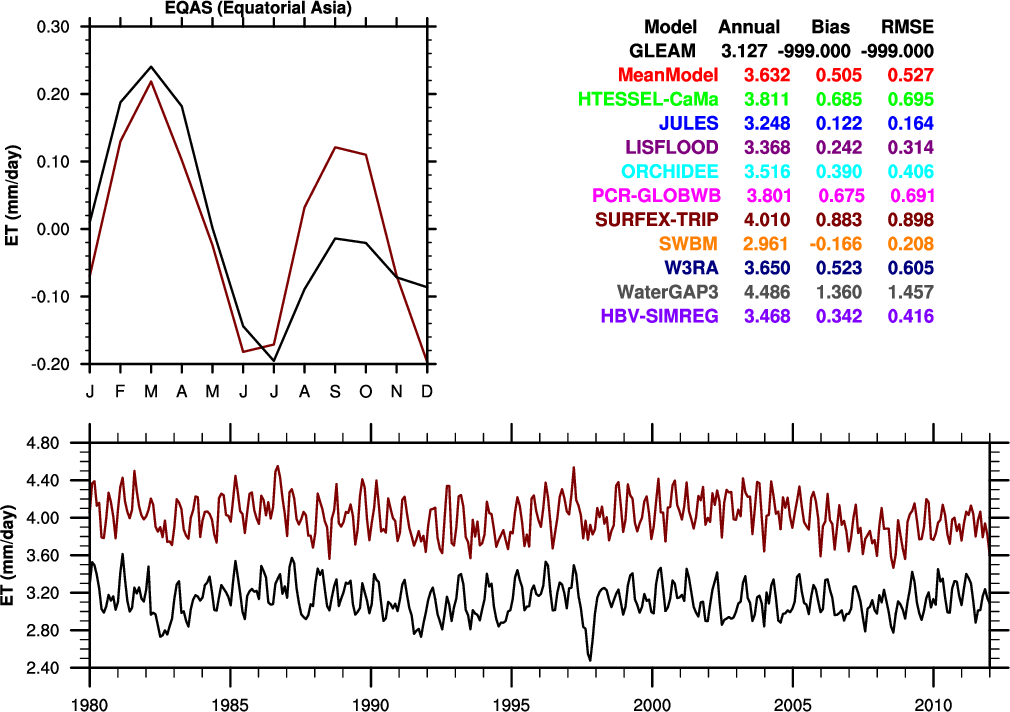 EQAS (Equatorial Asia)
0.30
0.20
0.10
0.00
-0.10
-0.20
ET (mm/day)
J F M A M J J A S O N D
Model Annual Bias RMSE
GLEAM 3.127 -999.000 -999.000
MeanModel 3.632 0.505 0.527
HTESSEL-CaMa 3.811 0.685 0.695
JULES 3.248 0.122 0.164
LISFLOOD 3.368 0.242 0.314
ORCHIDEE 3.516 0.390 0.406
PCR-GLOBWB 3.801 0.675 0.691
SURFEX-TRIP 4.010 0.883 0.898
SWBM 2.961 -0.166 0.208
W3RA 3.650 0.523 0.605
WaterGAP3 4.486 1.360 1.457
HBV-SIMREG 3.468 0.342 0.416
4.80
4.40
4.00
3.60
3.20
2.80
2.40
ET (mm/day)
1980 1985 1990 1995 2000 2005 2010